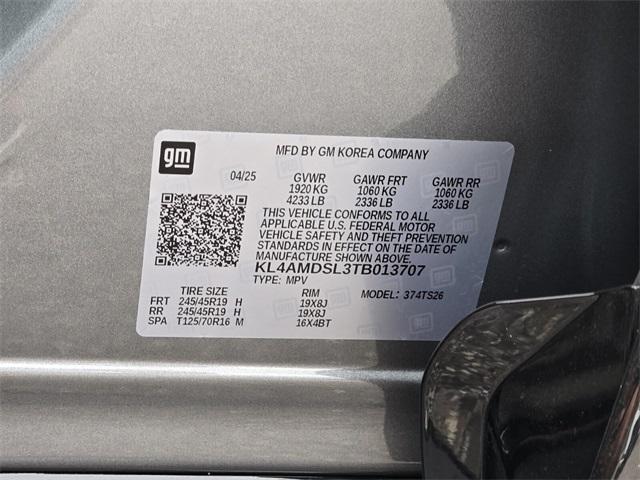 gm
MFD BY GM KOREA COMPANY
04/25 GVWR GAWR FRT GAWR RR
1920 KG 1060 KG 1060 KG
4233 LB 2336 LB 2336 LB
THIS VEHICLE CONFORMS TO ALL
APPLICABLE U.S. FEDERAL MOTOR
VEHICLE SAFETY AND THEFT PREVENTION
STANDARDS IN EFFECT ON THE DATE OF
MANUFACTURE SHOWN ABOVE.
KL4AMDSL3TB013707
TYPE: MPV
TIRE SIZE RIM MODEL: 374TS26
FRT 245/45R19 H 19X8J
RR 245/45R19 H 19X8J
SPA T125/70R16 M 16X4BT